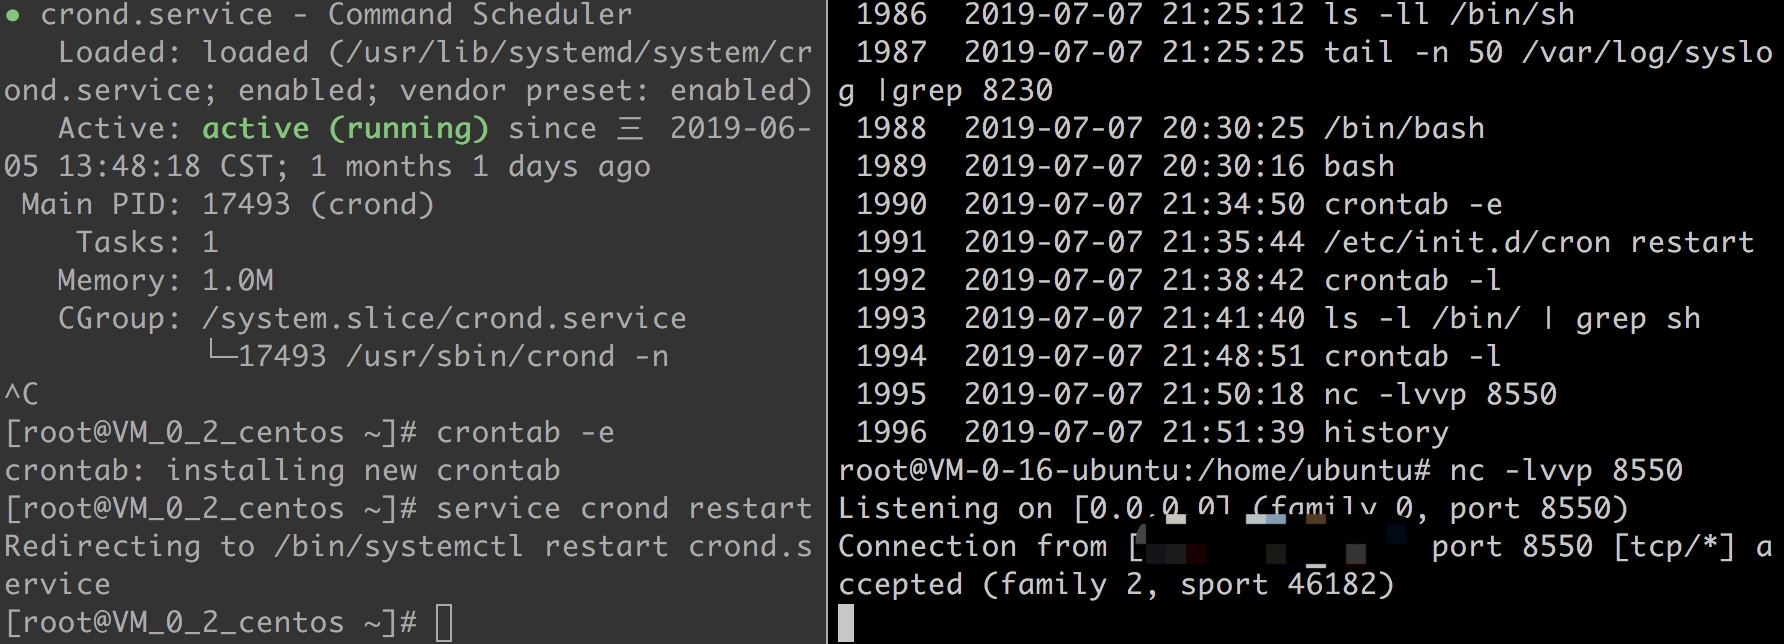 ● crond.service - Command Scheduler
   Loaded: loaded (/usr/lib/systemd/system/cr
ond.service; enabled; vendor preset: enabled)
   Active: active (running) since 三 2019-06-
05 13:48:18 CST; 1 months 1 days ago
 Main PID: 17493 (crond)
    Tasks: 1
   Memory: 1.0M
   CGroup: /system.slice/crond.service
           └─17493 /usr/sbin/crond -n
^C
[root@VM_0_2_centos ~]# crontab -e
crontab: installing new crontab
[root@VM_0_2_centos ~]# service crond restart
Redirecting to /bin/systemctl restart crond.s
ervice
[root@VM_0_2_centos ~]#
 1986  2019-07-07 21:25:12 ls -ll /bin/sh
 1987  2019-07-07 21:25:25 tail -n 50 /var/log/syslo
g |grep 8230
 1988  2019-07-07 20:30:25 /bin/bash
 1989  2019-07-07 20:30:16 bash
 1990  2019-07-07 21:34:50 crontab -e
 1991  2019-07-07 21:35:44 /etc/init.d/cron restart
 1992  2019-07-07 21:38:42 crontab -l
 1993  2019-07-07 21:41:40 ls -l /bin/ | grep sh
 1994  2019-07-07 21:48:51 crontab -l
 1995  2019-07-07 21:50:18 nc -lvvp 8550
 1996  2019-07-07 21:51:39 history
root@VM-0-16-ubuntu:/home/ubuntu# nc -lvvp 8550
Listening on [0.0.0.0] (family 0, port 8550)
Connection from [ port 8550 [tcp/*] a
ccepted (family 2, sport 46182)